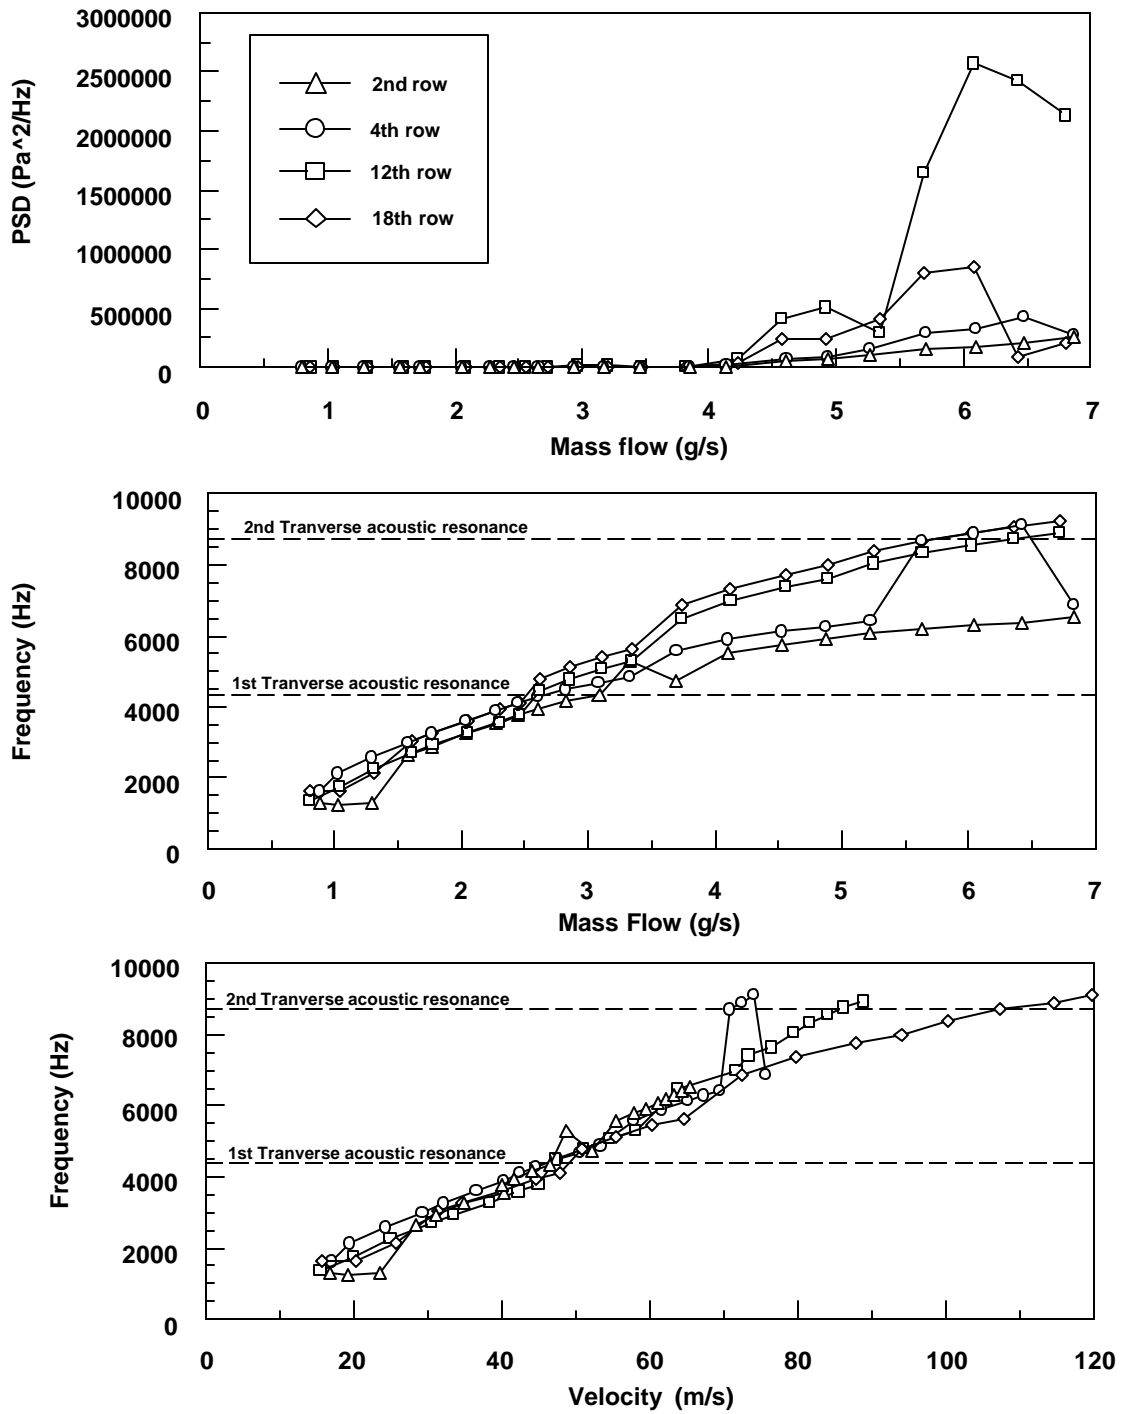 3000000
2500000
2000000
1500000
1000000
500000
0
PSD (Pa^2/Hz)
2nd row
4th row
12th row
18th row
0 1 2 3 4 5 6 7
Mass flow (g/s)
10000
8000
6000
4000
2000
0
Frequency (Hz)
2nd Tranverse acoustic resonance
1st Tranverse acoustic resonance
0 1 2 3 4 5 6 7
Mass Flow (g/s)
10000
8000
6000
4000
2000
0
Frequency (Hz)
2nd Tranverse acoustic resonance
1st Tranverse acoustic resonance
0 20 40 60 80 100 120
Velocity (m/s)